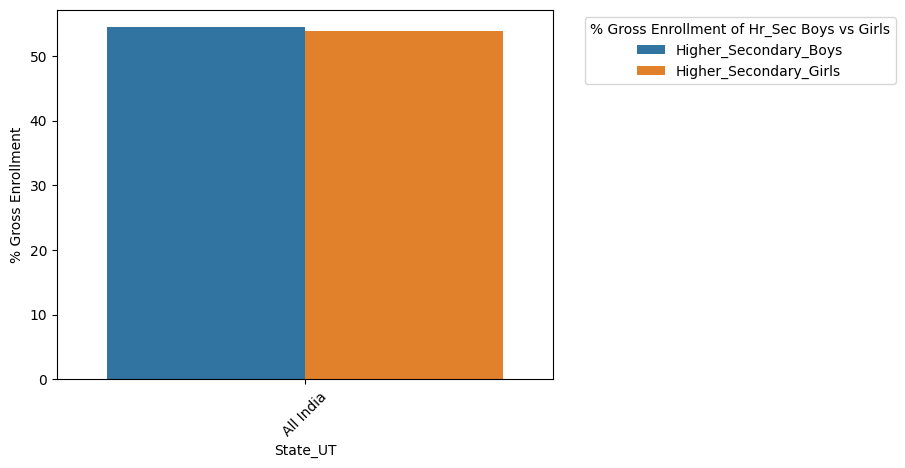 % Gross Enrollment of Hr_Sec Boys vs Girls
Higher_Secondary_Boys
Higher_Secondary_Girls
% Gross Enrollment
50
40
30
20
10
0
All India
State_UT